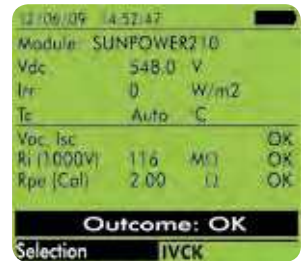 12/06/09 14:52:47
Module: SUNPOWER210
Vdc 548.0 V
Irr 0 W/m2
Tc Auto °C
Voc, Isc OK
Ri (1000V) 116 MΩ OK
Rpe (Cal) 2.00 Ω OK
Outcome: OK
Selection IVCK